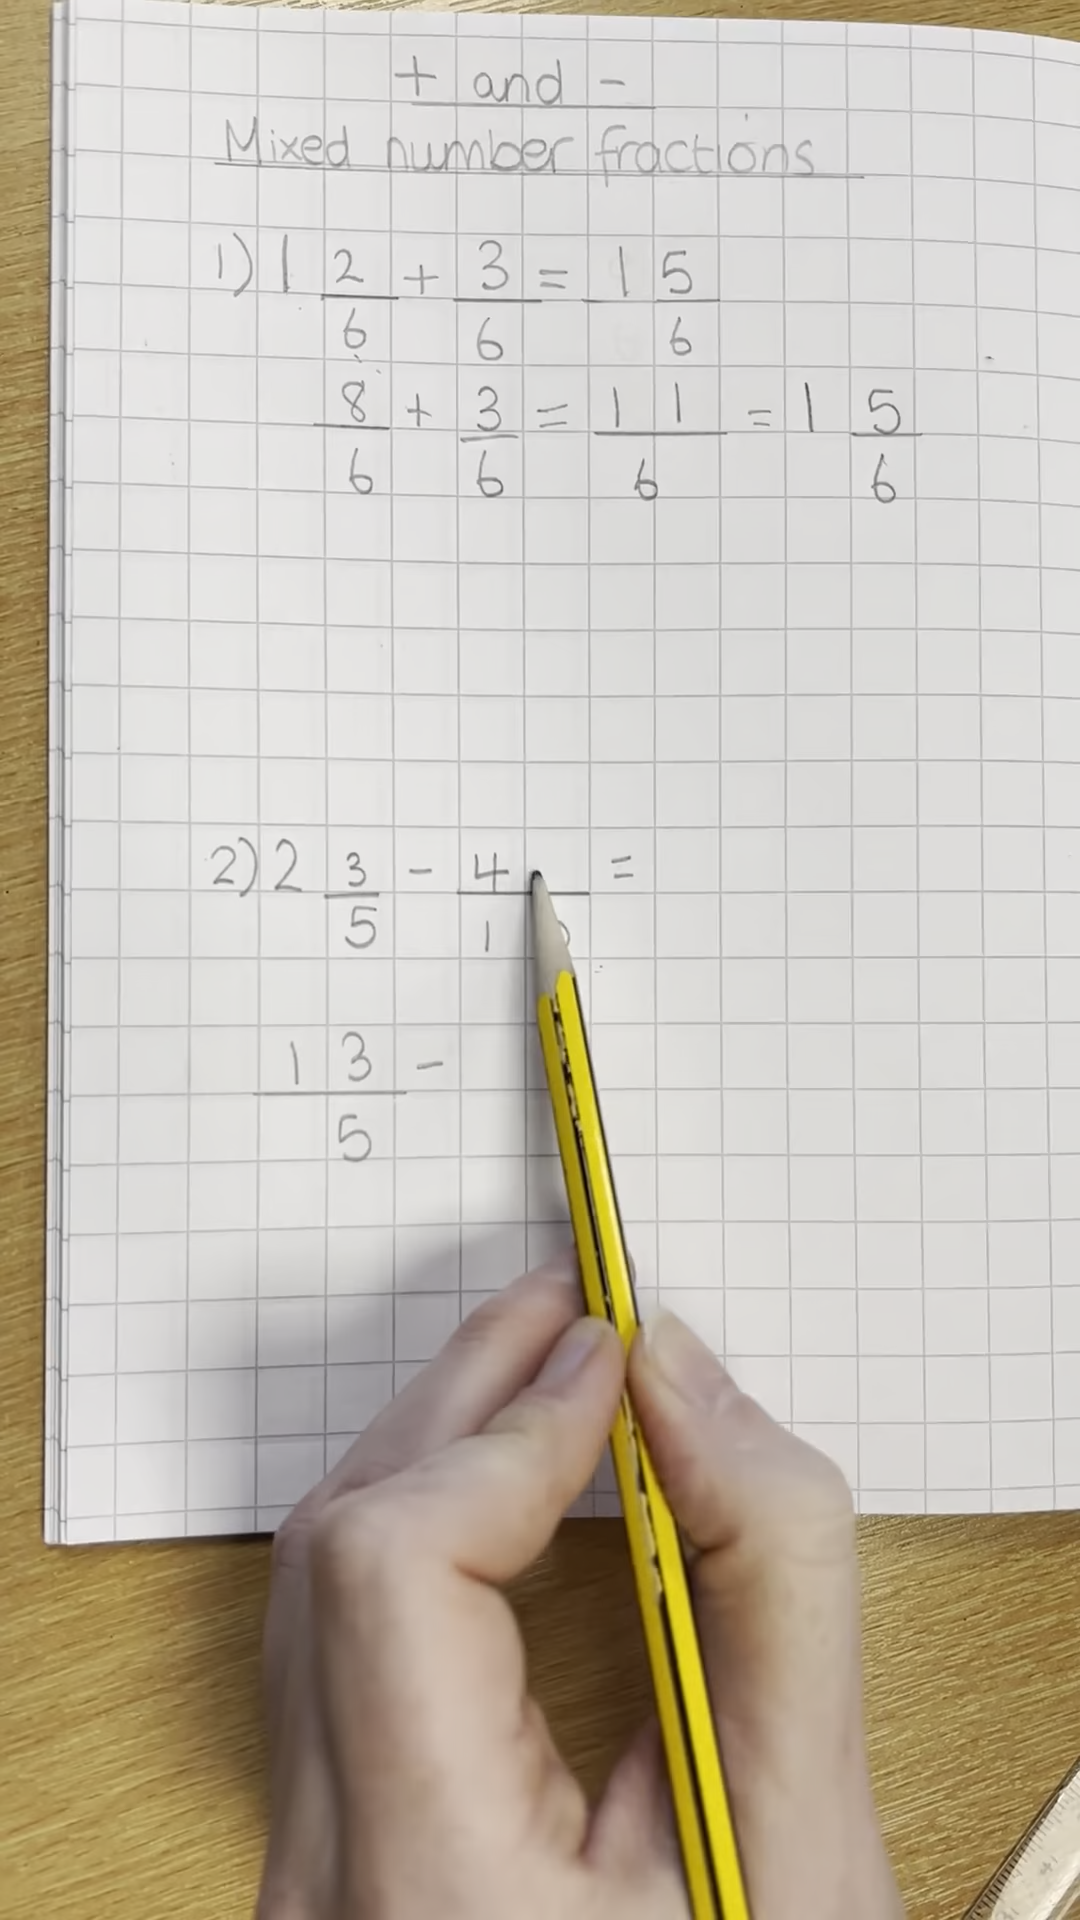 + and -
Mixed number fractions
1) 1 2/6 + 3/6 = 1 5/6
8/6 + 3/6 = 11/6 = 1 5/6
2) 2 3/5 - 4/10 =
13/5 -